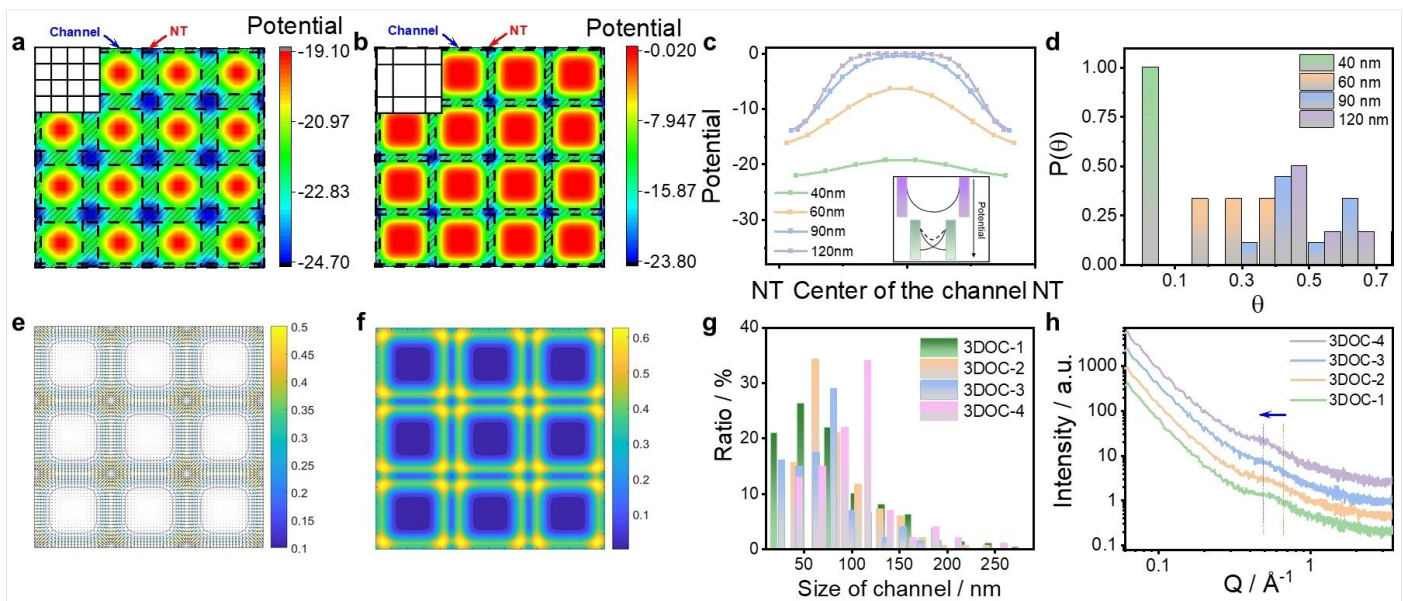 a
Channel
NT
Potential
-19.10
-20.97
-22.83
-24.70
b
Channel
NT
Potential
-0.020
-7.947
-15.87
-23.80
c
0
-10
-20
-30
Potential
40nm
60nm
90nm
120nm
Potential
NT Center of the channel NT
d
1.00
0.75
0.50
0.25
0.00
P(θ)
40 nm
60 nm
90 nm
120 nm
0.1 0.3 0.5 0.7
θ
e
0.5
0.45
0.4
0.35
0.3
0.25
0.2
0.15
0.1
f
0.6
0.5
0.4
0.3
0.2
0.1
g
40
30
20
10
0
Ratio / %
3DOC-1
3DOC-2
3DOC-3
3DOC-4
50 100 150 200 250
Size of channel / nm
h
1000
100
10
1
0.1
Intensity / a.u.
3DOC-4
3DOC-3
3DOC-2
3DOC-1
0.1 1
Q / Å⁻¹